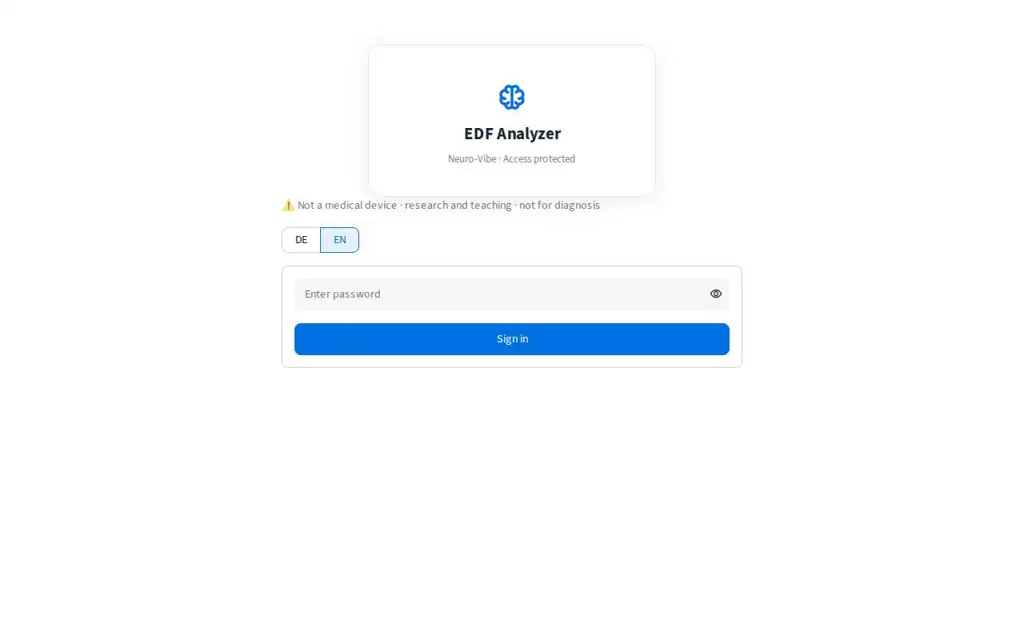 EDF Analyzer
Neuro-Vibe · Access protected
⚠️ Not a medical device · research and teaching · not for diagnosis
DE EN
Enter password
Sign in